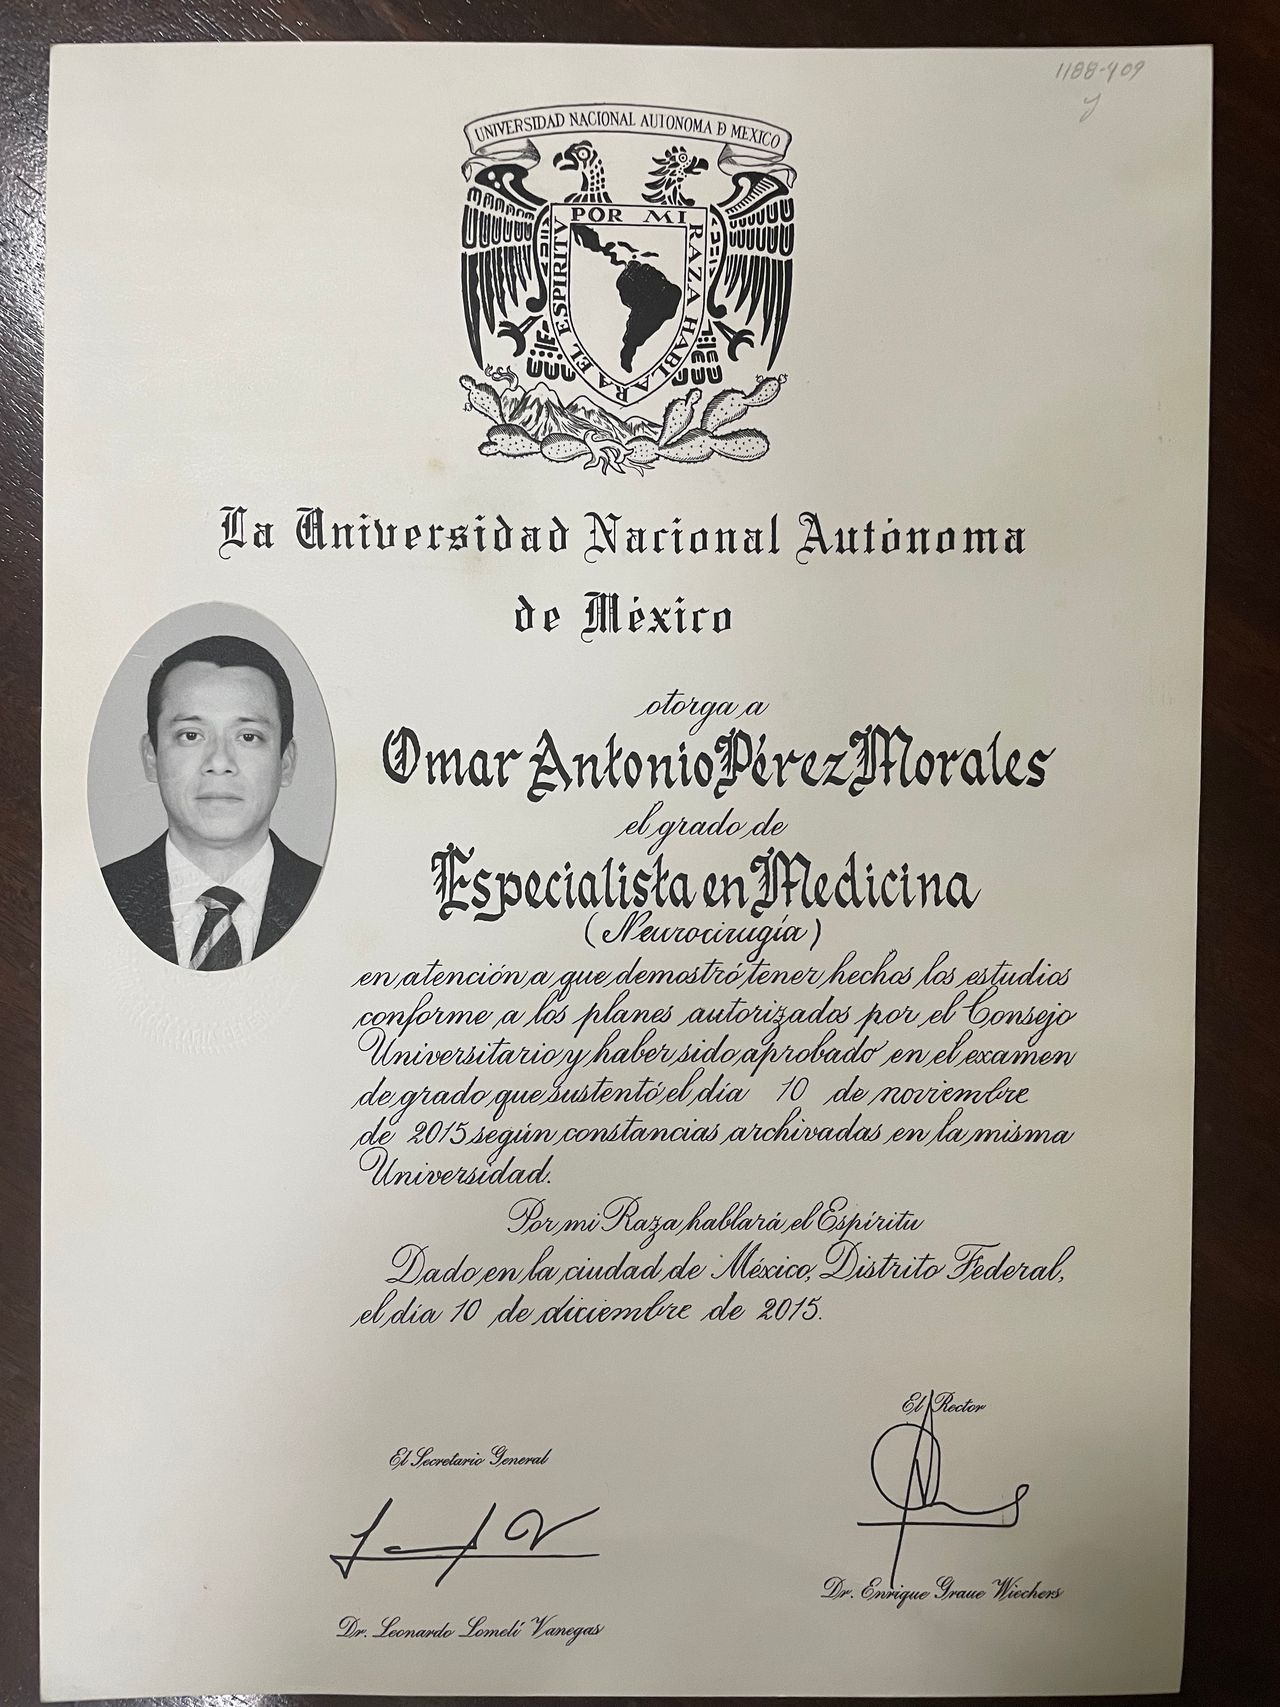 1188-409
UNIVERSIDAD NACIONAL AUTONOMA D MEXICO
POR MI RAZA HABLARA EL ESPIRITV
La Universidad Nacional Autónoma
de México
otorga a
Omar Antonio Pérez Morales
el grado de
Especialista en Medicina
(Neurocirugía)
en atención a que demostró tener hechos los estudios
conforme a los planes autorizados por el Consejo
Universitario y haber sido aprobado en el examen
de grado que sustentó el día 10 de noviembre
de 2015 según constancias archivadas en la misma
Universidad.
Por mi Raza hablará el Espíritu
Dado en la ciudad de México, Distrito Federal,
el día 10 de diciembre de 2015.
El Rector
El Secretario General
Dr. Enrique Graue Wiechers
Dr. Leonardo Lomelí Vanegas